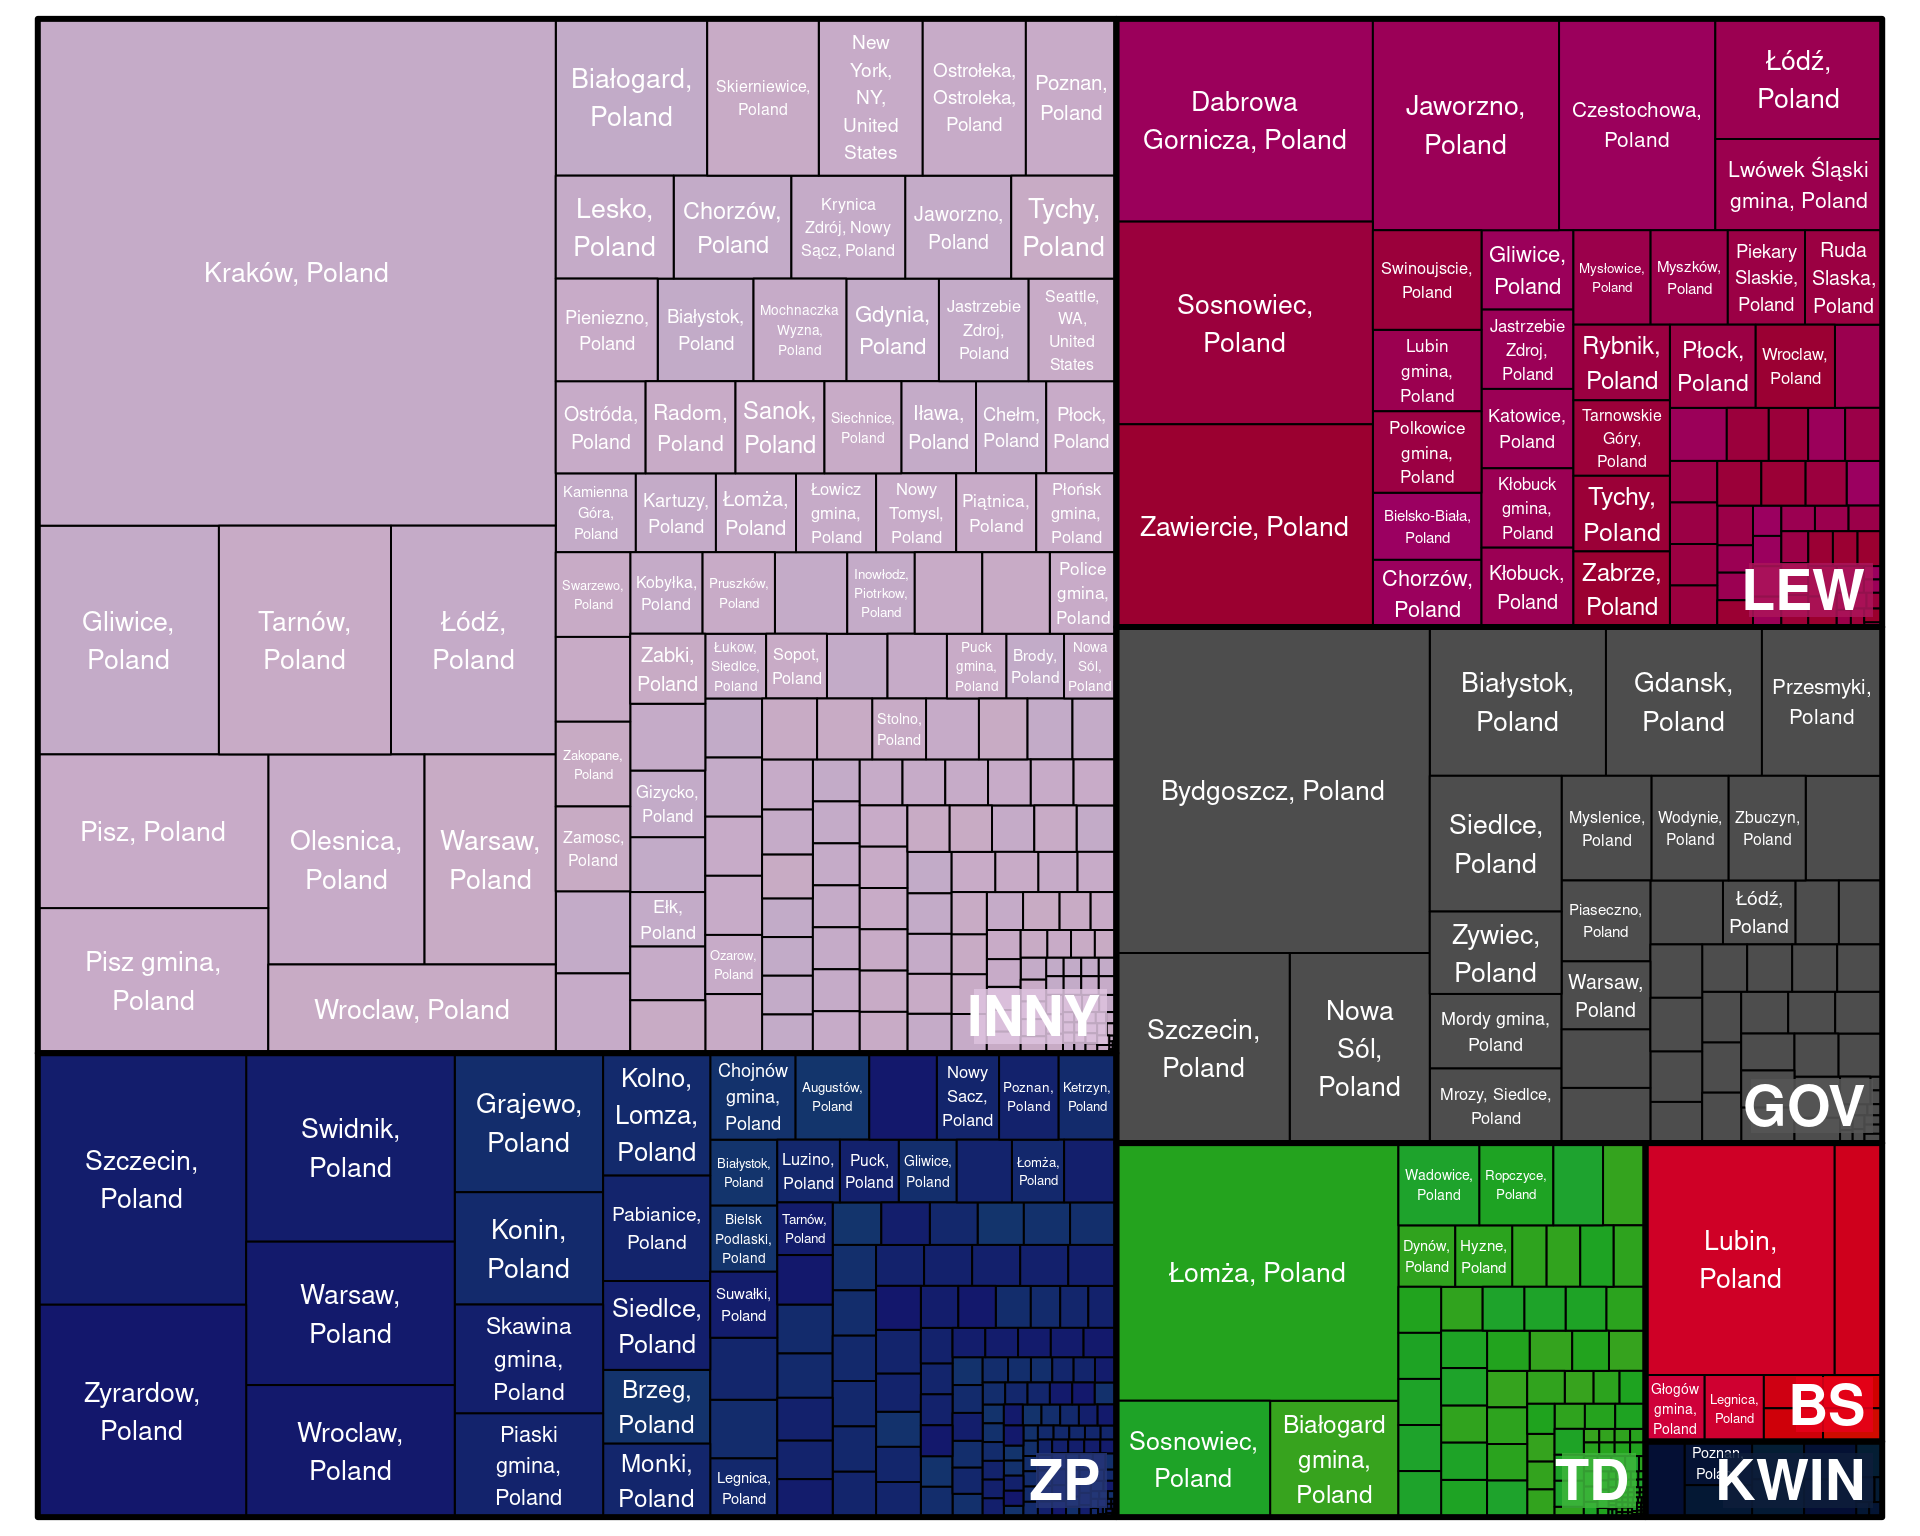 Kraków, Poland
Gliwice,
Poland
Tarnów,
Poland
Łódź,
Poland
Pisz, Poland
Pisz gmina,
Poland
Olesnica,
Poland
Warsaw,
Poland
Wroclaw, Poland
Białogard,
Poland
Skierniewice,
Poland
New
York,
NY,
United
States
Ostrołeka,
Ostroleka,
Poland
Poznan,
Poland
Lesko,
Poland
Chorzów,
Poland
Krynica
Zdrój, Nowy
Sącz, Poland
Jaworzno,
Poland
Tychy,
Poland
Pieniezno,
Poland
Białystok,
Poland
Mochnaczka
Wyzna,
Poland
Gdynia,
Poland
Jastrzebie
Zdroj,
Poland
Seattle,
WA,
United
States
Ostróda,
Poland
Radom,
Poland
Sanok,
Poland
Siechnice,
Poland
Iława,
Poland
Chełm,
Poland
Płock,
Poland
Kamienna
Góra,
Poland
Kartuzy,
Poland
Łomża,
Poland
Łowicz
gmina,
Poland
Nowy
Tomysl,
Poland
Piątnica,
Poland
Płońsk
gmina,
Poland
Swarzewo,
Poland
Kobyłka,
Poland
Pruszków,
Poland
Inowłodz,
Piotrkow,
Poland
Police
gmina,
Poland
Zabki,
Poland
Łukow,
Siedlce,
Poland
Sopot,
Poland
Puck
gmina,
Poland
Brody,
Poland
Nowa
Sól,
Poland
Stolno,
Poland
Zakopane,
Poland
Gizycko,
Poland
Zamosc,
Poland
Ełk,
Poland
Ozarow,
Poland
INNY
Dabrowa
Gornicza, Poland
Sosnowiec,
Poland
Zawiercie, Poland
Jaworzno,
Poland
Czestochowa,
Poland
Łódź,
Poland
Lwówek Śląski
gmina, Poland
Swinoujscie,
Poland
Lubin
gmina,
Poland
Polkowice
gmina,
Poland
Bielsko-Biała,
Poland
Chorzów,
Poland
Gliwice,
Poland
Jastrzebie
Zdroj,
Poland
Katowice,
Poland
Kłobuck
gmina,
Poland
Kłobuck,
Poland
Mysłowice,
Poland
Myszków,
Poland
Piekary
Slaskie,
Poland
Ruda
Slaska,
Poland
Rybnik,
Poland
Płock,
Poland
Wroclaw,
Poland
Tarnowskie
Góry,
Poland
Tychy,
Poland
Zabrze,
Poland
LEW
Bydgoszcz, Poland
Szczecin,
Poland
Nowa
Sól,
Poland
Białystok,
Poland
Gdansk,
Poland
Przesmyki,
Poland
Siedlce,
Poland
Myslenice,
Poland
Wodynie,
Poland
Zbuczyn,
Poland
Zywiec,
Poland
Piaseczno,
Poland
Łódź,
Poland
Warsaw,
Poland
Mordy gmina,
Poland
Mrozy, Siedlce,
Poland
GOV
Szczecin,
Poland
Zyrardow,
Poland
Swidnik,
Poland
Warsaw,
Poland
Wroclaw,
Poland
Grajewo,
Poland
Konin,
Poland
Skawina
gmina,
Poland
Piaski
gmina,
Poland
Kolno,
Lomza,
Poland
Pabianice,
Poland
Siedlce,
Poland
Brzeg,
Poland
Monki,
Poland
Chojnów
gmina,
Poland
Augustów,
Poland
Nowy
Sacz,
Poland
Poznan,
Poland
Ketrzyn,
Poland
Białystok,
Poland
Luzino,
Poland
Puck,
Poland
Gliwice,
Poland
Łomża,
Poland
Bielsk
Podlaski,
Poland
Tarnów,
Poland
Suwałki,
Poland
Legnica,
Poland
ZP
Łomża, Poland
Sosnowiec,
Poland
Białogard
gmina,
Poland
Wadowice,
Poland
Ropczyce,
Poland
Dynów,
Poland
Hyzne,
Poland
TD
Lubin,
Poland
Głogów
gmina,
Poland
Legnica,
Poland
BS
Poznan,
KWIN